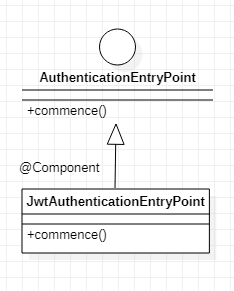 AuthenticationEntryPoint
+commence()
@Component
JwtAuthenticationEntryPoint
+commence()